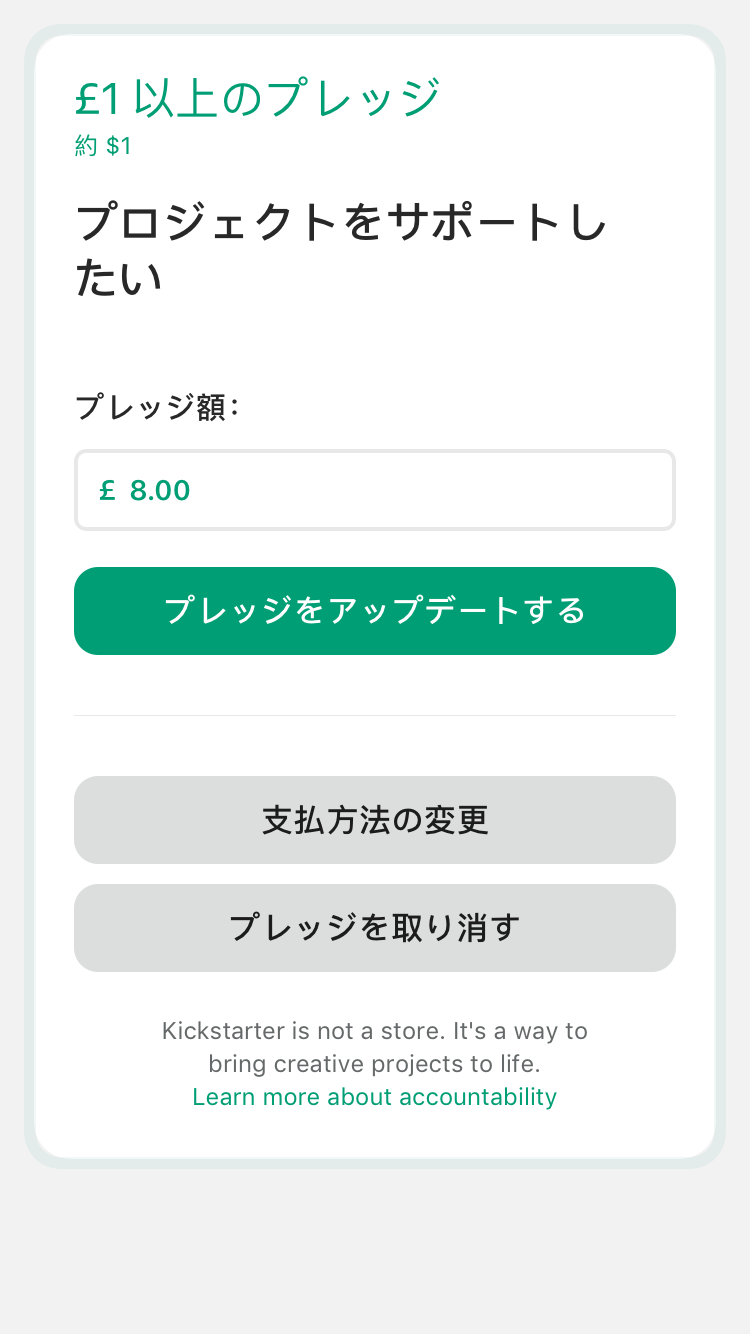 £1 以上のプレッジ
約 $1
プロジェクトをサポートし
たい
プレッジ額:
£ 8.00
プレッジをアップデートする
支払方法の変更
プレッジを取り消す
Kickstarter is not a store. It's a way to
bring creative projects to life.
Learn more about accountability